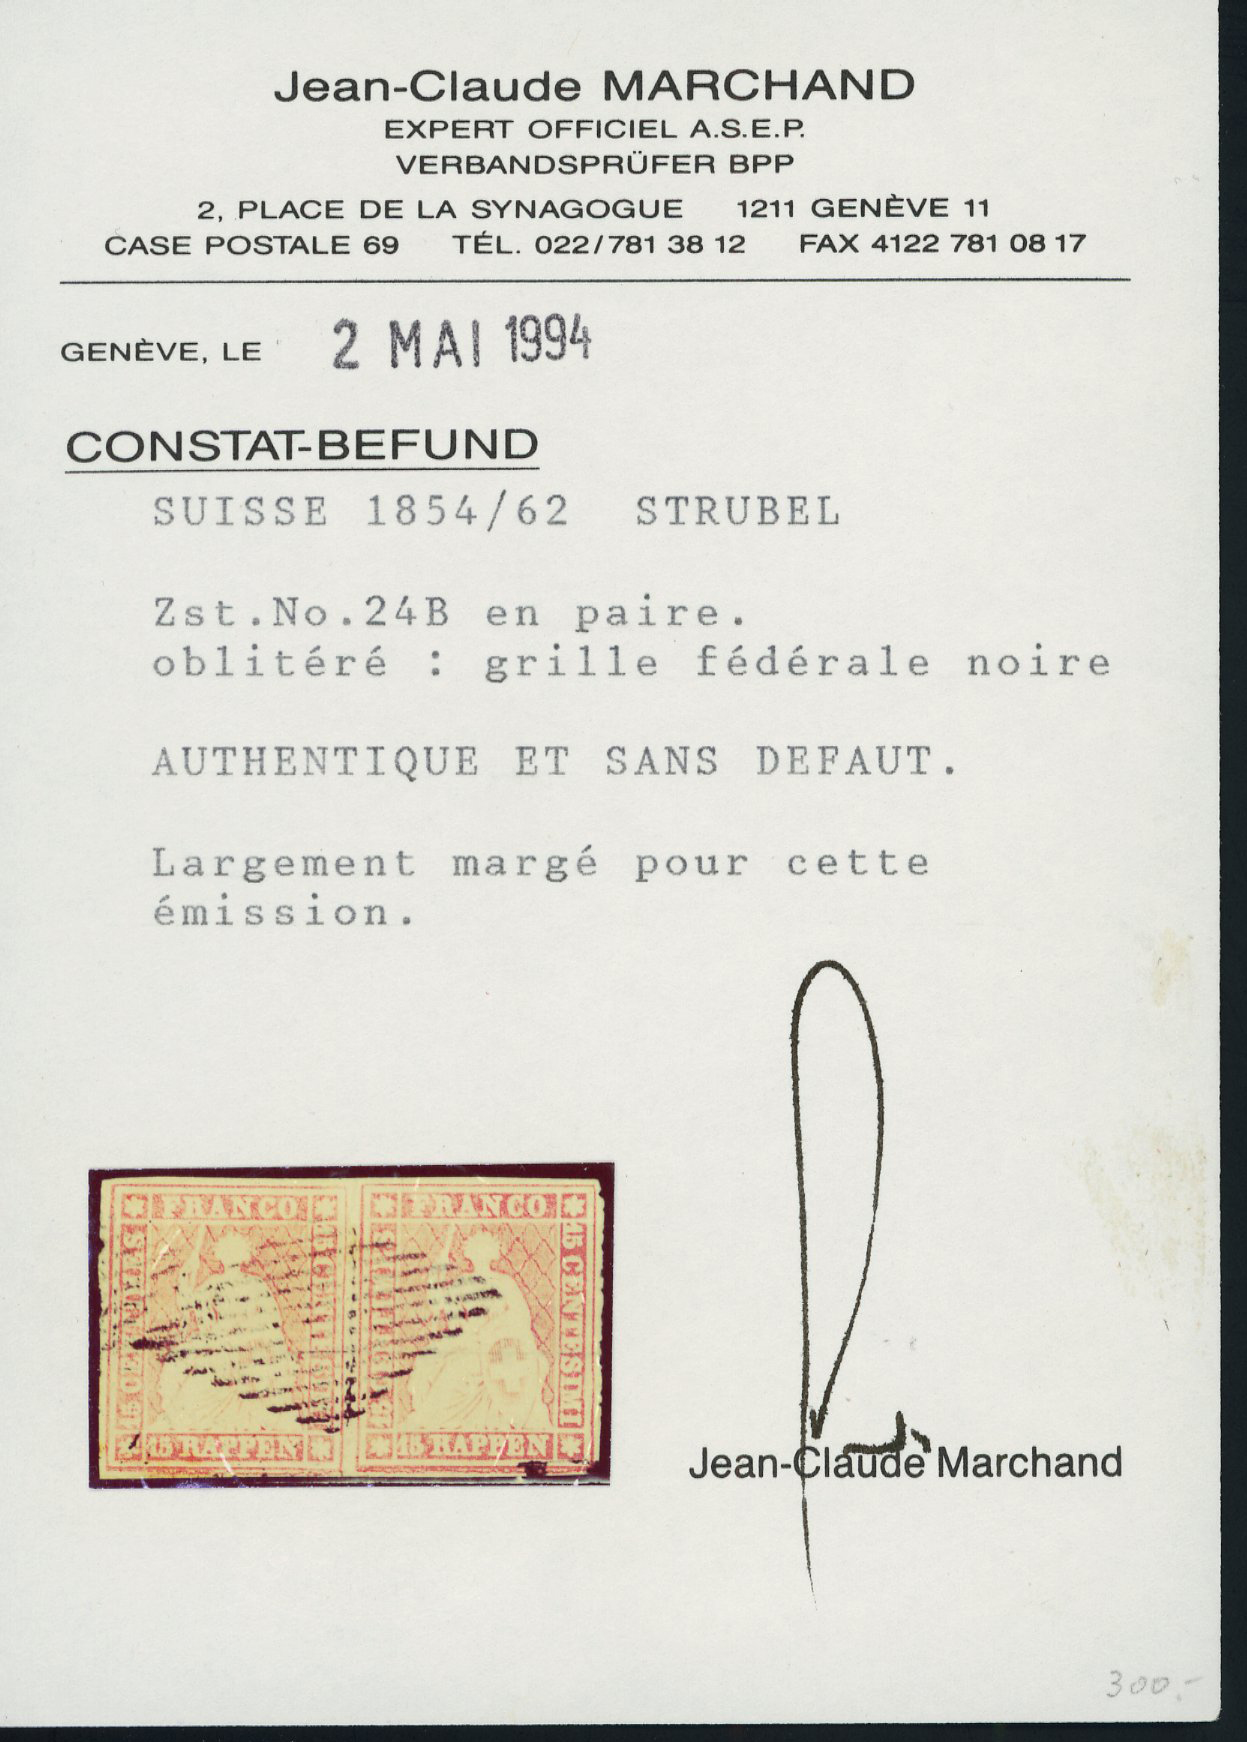 Jean-Claude MARCHAND
EXPERT OFFICIEL A.S.E.P.
VERBANDSPRÜFER BPP
2, PLACE DE LA SYNAGOGUE 1211 GENÈVE 11
CASE POSTALE 69 TÉL. 022/781 38 12 FAX 4122 781 08 17
GENÈVE, LE 2 MAI 1994
CONSTAT-BEFUND
SUISSE 1854/62 STRUBEL
Zst.No.24B en paire.
oblitéré : grille fédérale noire
AUTHENTIQUE ET SANS DEFAUT.
Largement margé pour cette
émission.
FRANCO FRANCO
15 CENTESIMI
15 RAPPEN 15 RAPPEN
Jean-Claude Marchand
300.-